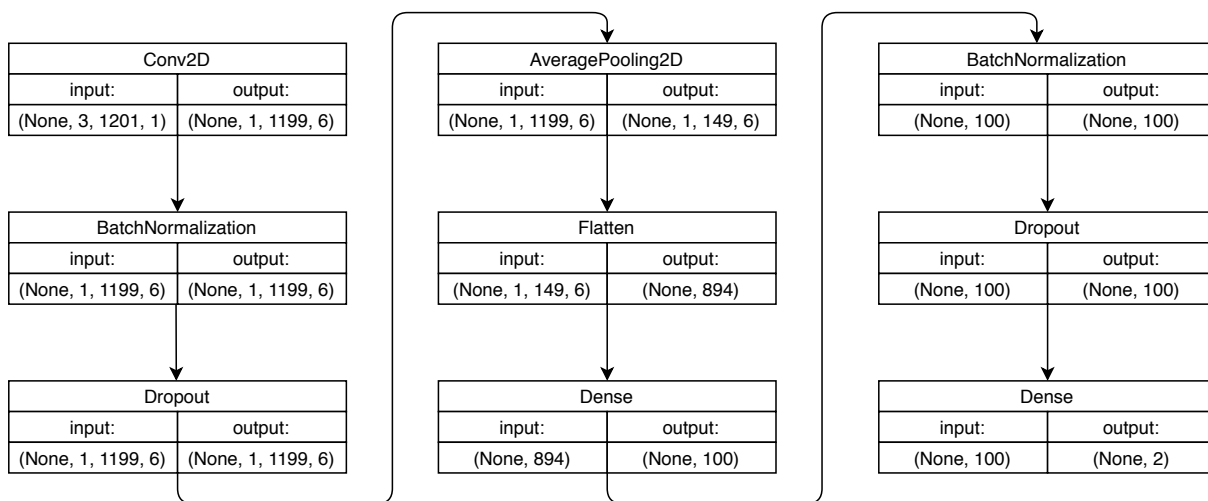 Conv2D
input: output:
(None, 3, 1201, 1) (None, 1, 1199, 6)
BatchNormalization
input: output:
(None, 1, 1199, 6) (None, 1, 1199, 6)
Dropout
input: output:
(None, 1, 1199, 6) (None, 1, 1199, 6)
AveragePooling2D
input: output:
(None, 1, 1199, 6) (None, 1, 149, 6)
Flatten
input: output:
(None, 1, 149, 6) (None, 894)
Dense
input: output:
(None, 894) (None, 100)
BatchNormalization
input: output:
(None, 100) (None, 100)
Dropout
input: output:
(None, 100) (None, 100)
Dense
input: output:
(None, 100) (None, 2)